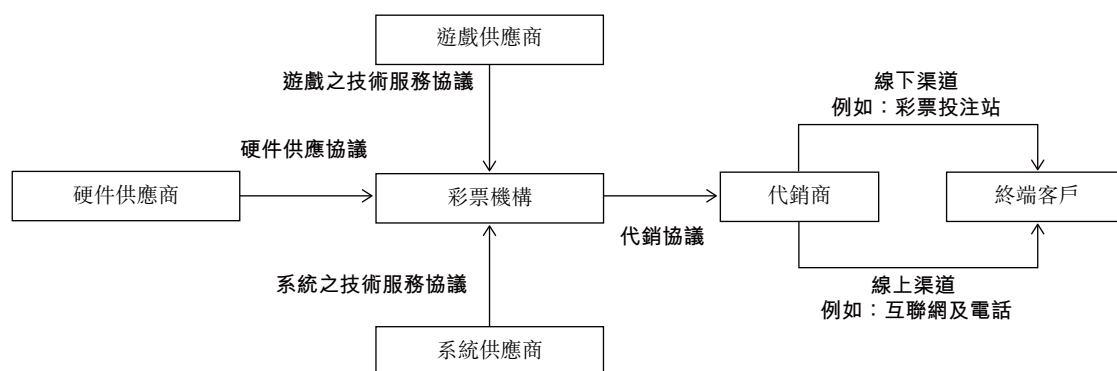 遊戲供應商
遊戲之技術服務協議
線下渠道
例如：彩票投注站
硬件供應協議
硬件供應商
彩票機構
代銷商
終端客戶
代銷協議
系統之技術服務協議
線上渠道
例如：互聯網及電話
系統供應商